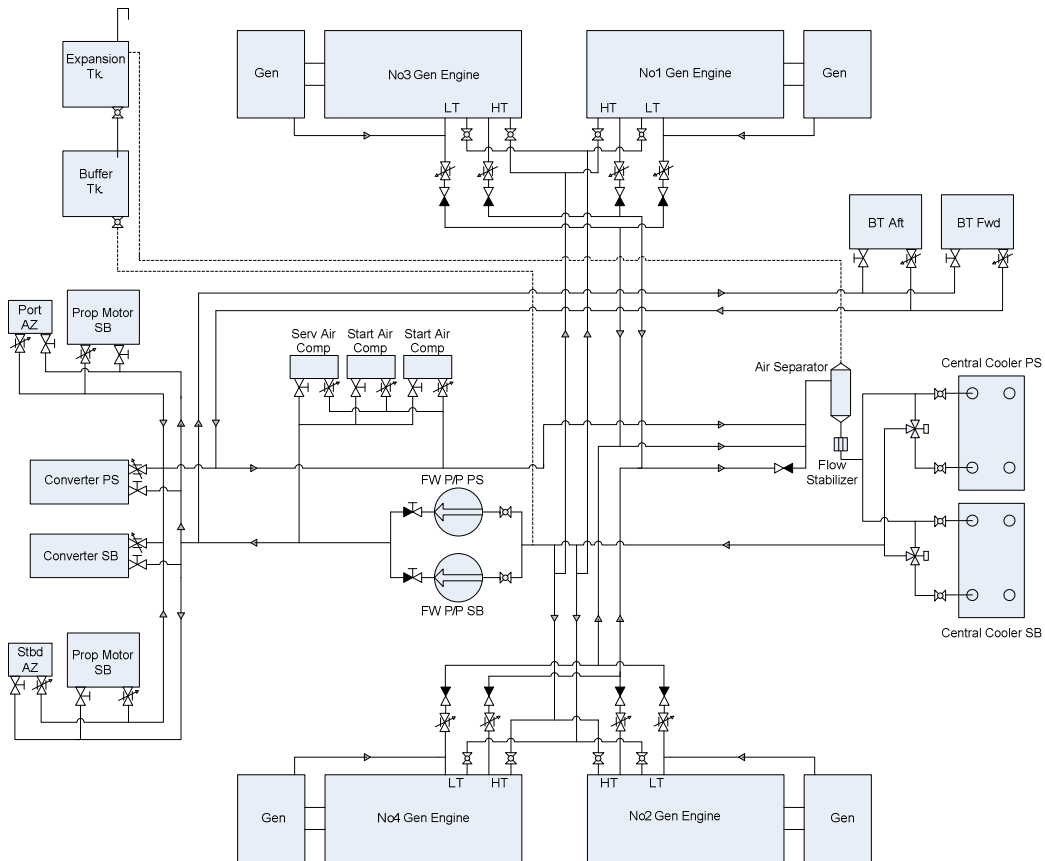 Expansion
Tk.
Gen
No3 Gen Engine
LT
HT
No1 Gen Engine
HT
LT
Gen
Buffer
Tk.
BT Aft
BT Fwd
Port
AZ
Prop Motor
SB
Serv Air
Comp
Start Air
Comp
Start Air
Comp
Air Separator
Central Cooler PS
Flow
Stabilizer
Converter PS
FW P/P PS
Converter SB
FW P/P SB
Central Cooler SB
Stbd
AZ
Prop Motor
SB
Gen
LT
HT
No4 Gen Engine
HT
LT
No2 Gen Engine
Gen